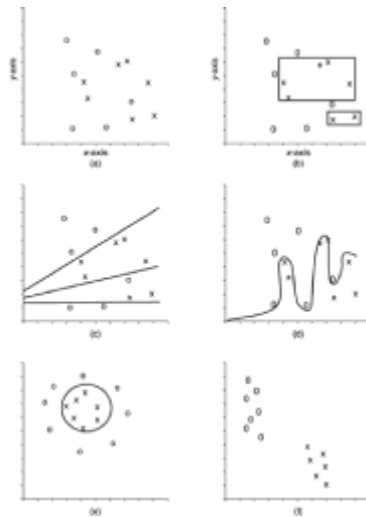 y-axis
y-axis
x-axis
x-axis
(a)
(b)
(c)
(d)
(e)
(f)